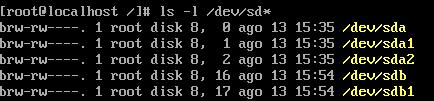 [root@localhost /]# ls -l /dev/sd*
brw-rw----. 1 root disk 8,  0 ago 13 15:35 /dev/sda
brw-rw----. 1 root disk 8,  1 ago 13 15:35 /dev/sda1
brw-rw----. 1 root disk 8,  2 ago 13 15:35 /dev/sda2
brw-rw----. 1 root disk 8, 16 ago 13 15:54 /dev/sdb
brw-rw----. 1 root disk 8, 17 ago 13 15:54 /dev/sdb1